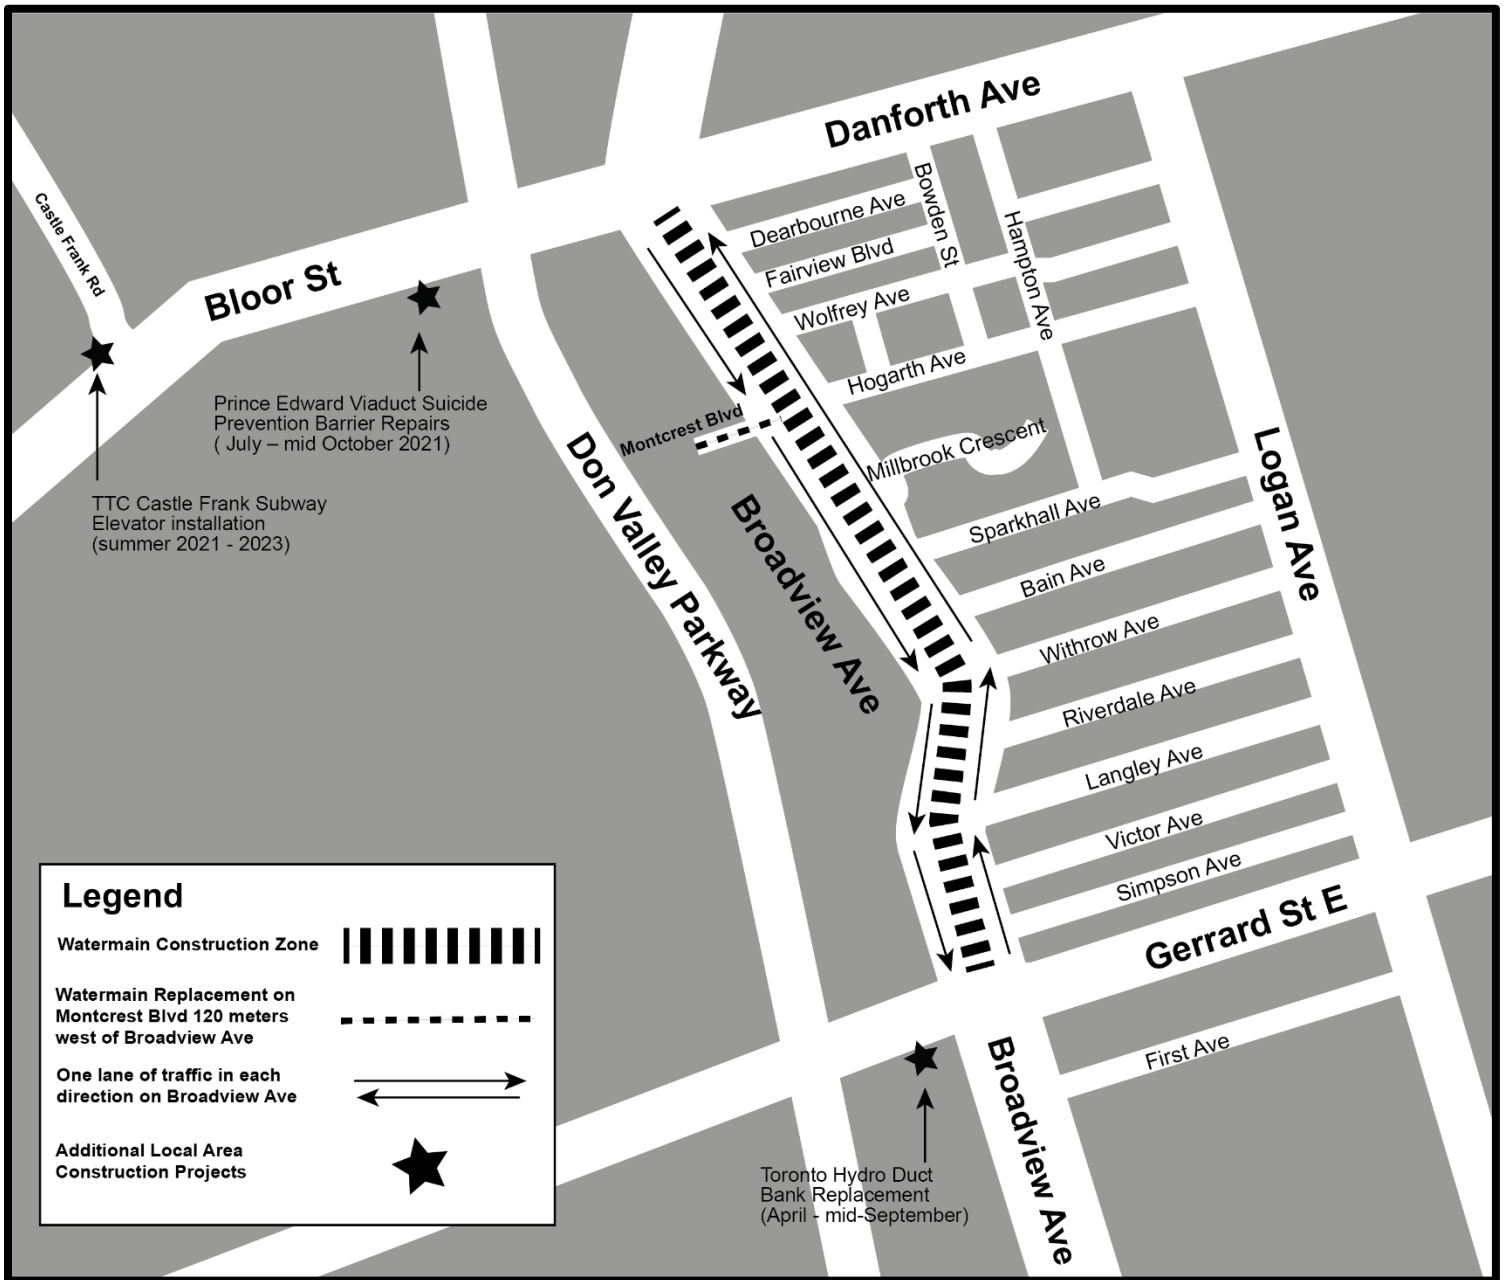 Danforth Ave
Dearbourne Ave
Bowden St
Fairview Blvd
Hampton Ave
Wolfrey Ave
Hogarth Ave
Castle Frank Rd
Bloor St
Prince Edward Viaduct Suicide
Prevention Barrier Repairs
( July – mid October 2021)
Montcrest Blvd
Millbrook Crescent
TTC Castle Frank Subway
Elevator installation
(summer 2021 - 2023)
Don Valley Parkway
Broadview Ave
Sparkhall Ave
Logan Ave
Bain Ave
Withrow Ave
Riverdale Ave
Langley Ave
Victor Ave
Simpson Ave
Gerrard St E
First Ave
Broadview Ave
Toronto Hydro Duct
Bank Replacement
(April - mid-September)
Legend
Watermain Construction Zone
Watermain Replacement on
Montcrest Blvd 120 meters
west of Broadview Ave
One lane of traffic in each
direction on Broadview Ave
Additional Local Area
Construction Projects